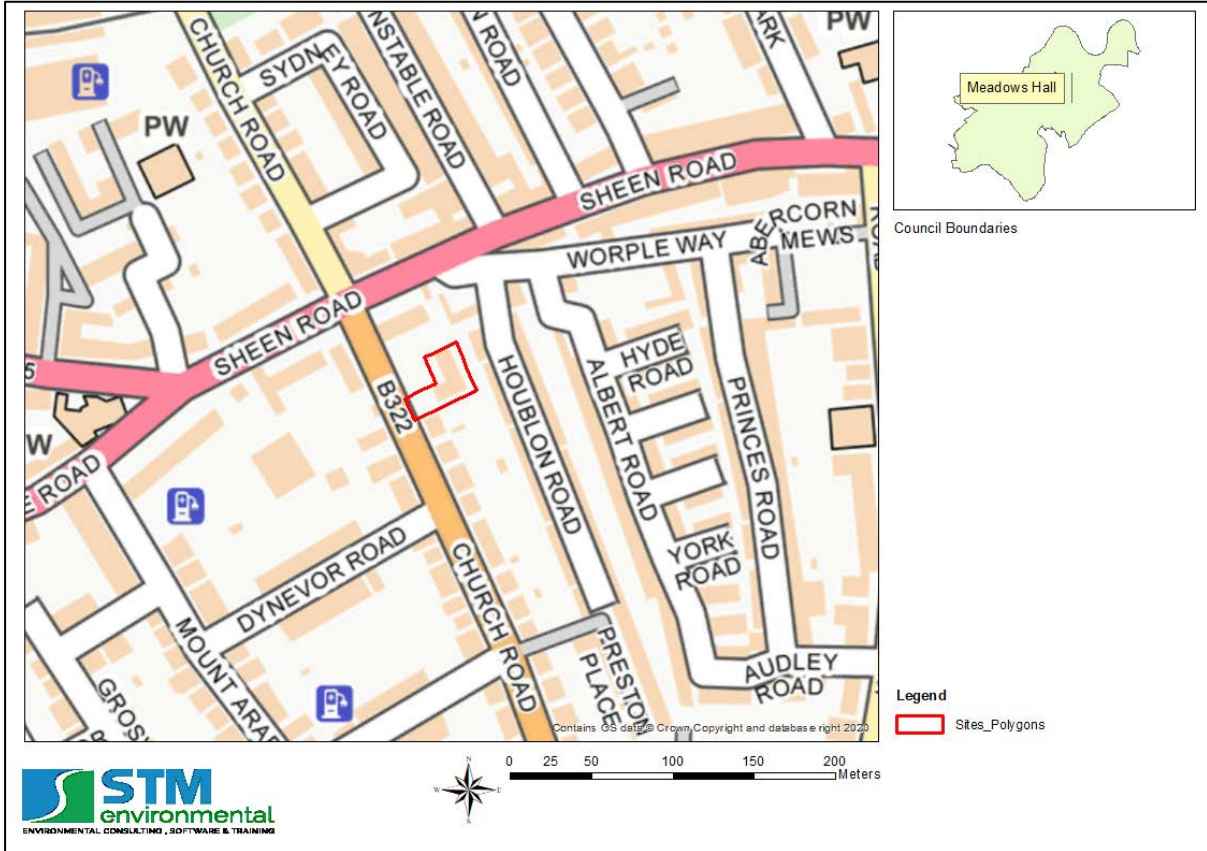 PW
CHURCH ROAD
SYDNEY ROAD
NSTABLE ROAD
N ROAD
ARK
PW
PW
SHEEN ROAD
ABERCORN
MEWS
WORPLE WAY
SHEEN ROAD
5
W
E ROAD
B322
HOUBLON ROAD
ALBERT ROAD
HYDE
ROAD
PRINCES ROAD
YORK
ROAD
DYNEVOR ROAD
CHURCH ROAD
MOUNT ARAR
GROSV
PRESTON
PLACE
AUDLEY
ROAD
Contains OS data © Crown Copyright and database right 2020
Meadows Hall
Council Boundaries
Legend
Sites_Polygons
STM
environmental
ENVIRONMENTAL CONSULTING, SOFTWARE & TRAINING
N
W
E
S
0 25 50 100 150 200
Meters